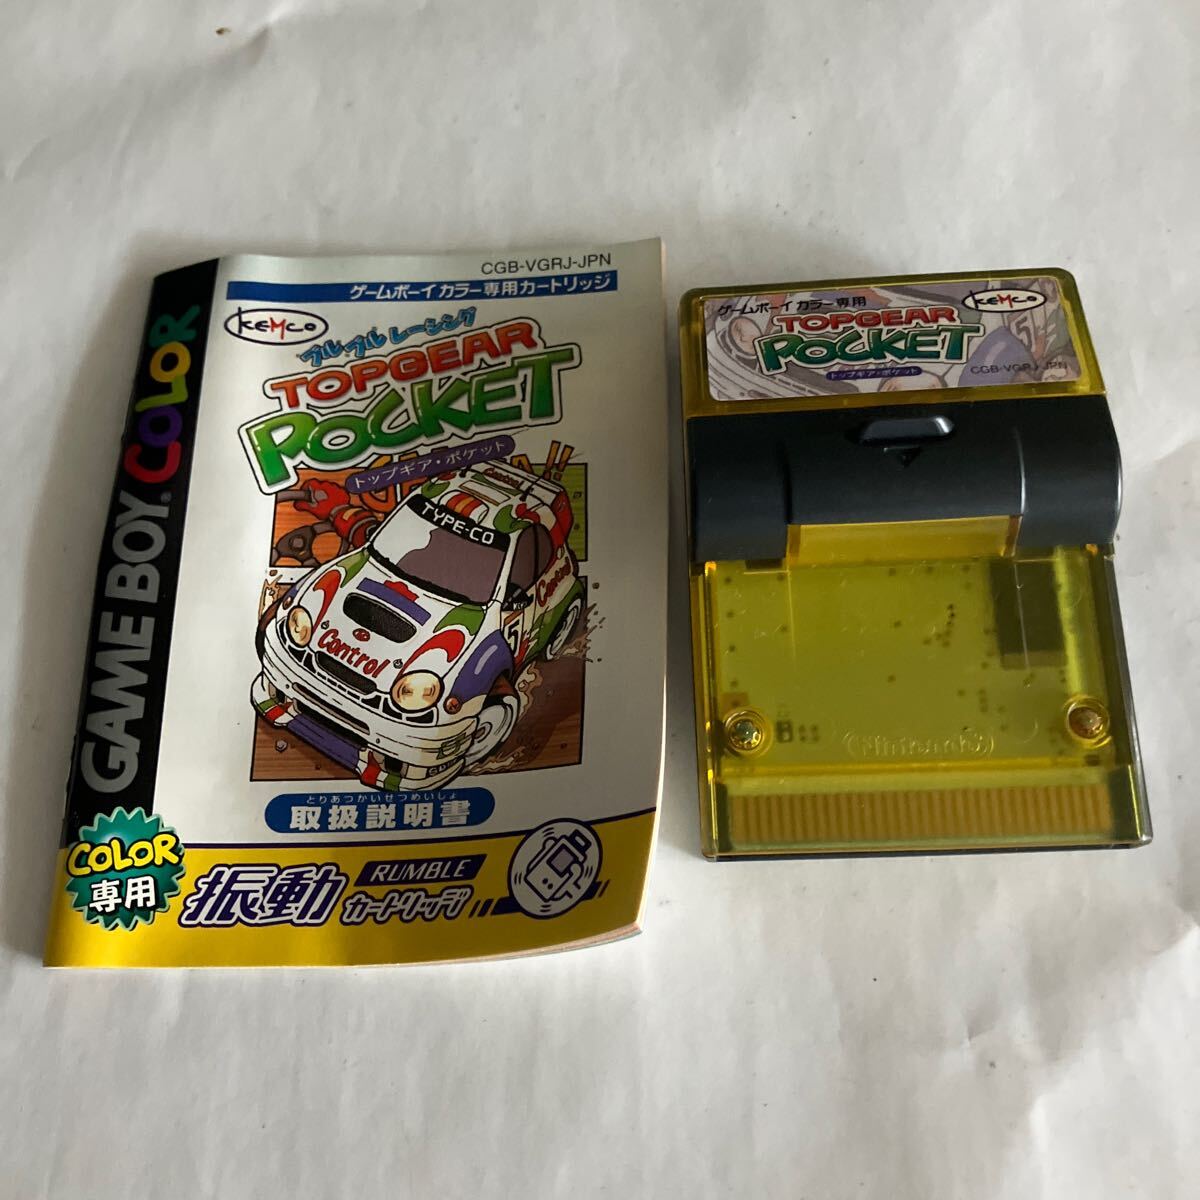 CGB-VGRJ-JPN
ゲームボーイカラー専用カートリッジ
KEMCO
ブルブルレーシング
TOPGEAR
POCKET
トップギア・ポケット
TYPE-CO
Control
Control
Control
5
とりあつかいせつめいしょ
取扱説明書
GAME BOY COLOR
COLOR
専用
振動
RUMBLE
カートリッジ
ゲームボーイカラー専用
KEMCO
TOPGEAR
POCKET
トップギア・ポケット
CGB-VGRJ-JPN
5
Nintendo